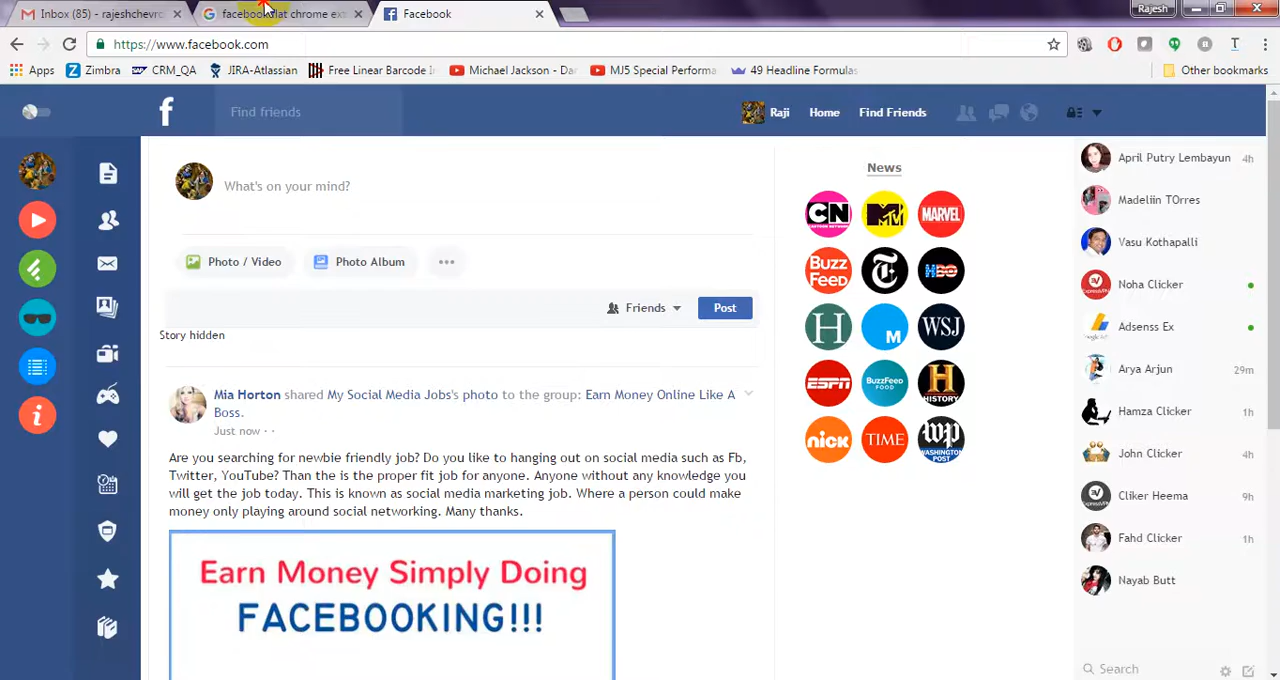 Inbox (85) - rajeshchevro
facebook flat chrome ext
Facebook
Rajesh
https://www.facebook.com
T
Apps
Zimbra
CRM_QA
JIRA-Atlassian
Free Linear Barcode
Michael Jackson - Da
MJ5 Special Performa
49 Headline Formulas
Other bookmarks
f
Find friends
Raji
Home
Find Friends
What's on your mind?
Photo / Video
Photo Album
Friends
Post
Story hidden
Mia Horton shared My Social Media Jobs's photo to the group: Earn Money Online Like A
Boss.
Just now · ·
Are you searching for newbie friendly job? Do you like to hanging out on social media such as Fb,
Twitter, YouTube? Than the is the proper fit job for anyone. Anyone without any knowledge you
will get the job today. This is known as social media marketing job. Where a person could make
money only playing around social networking. Many thanks.
Earn Money Simply Doing
FACEBOOKING!!!
News
CN
CARTOON NETWORK
MTV
MARVEL
BUZZ
FEED
T
HBO
H
M
WSJ
ESPN
BuzzFeed
FOOD
H
HISTORY
nick
TIME
wp
WASHINGTON
POST
April Putry Lembayun 4h
Madeliin TOrres
Vasu Kothapalli
Noha Clicker
Adsenss Ex
Arya Arjun 29m
Hamza Clicker 1h
John Clicker 4h
Cliker Heema 9h
Fahd Clicker 1h
Nayab Butt
Search